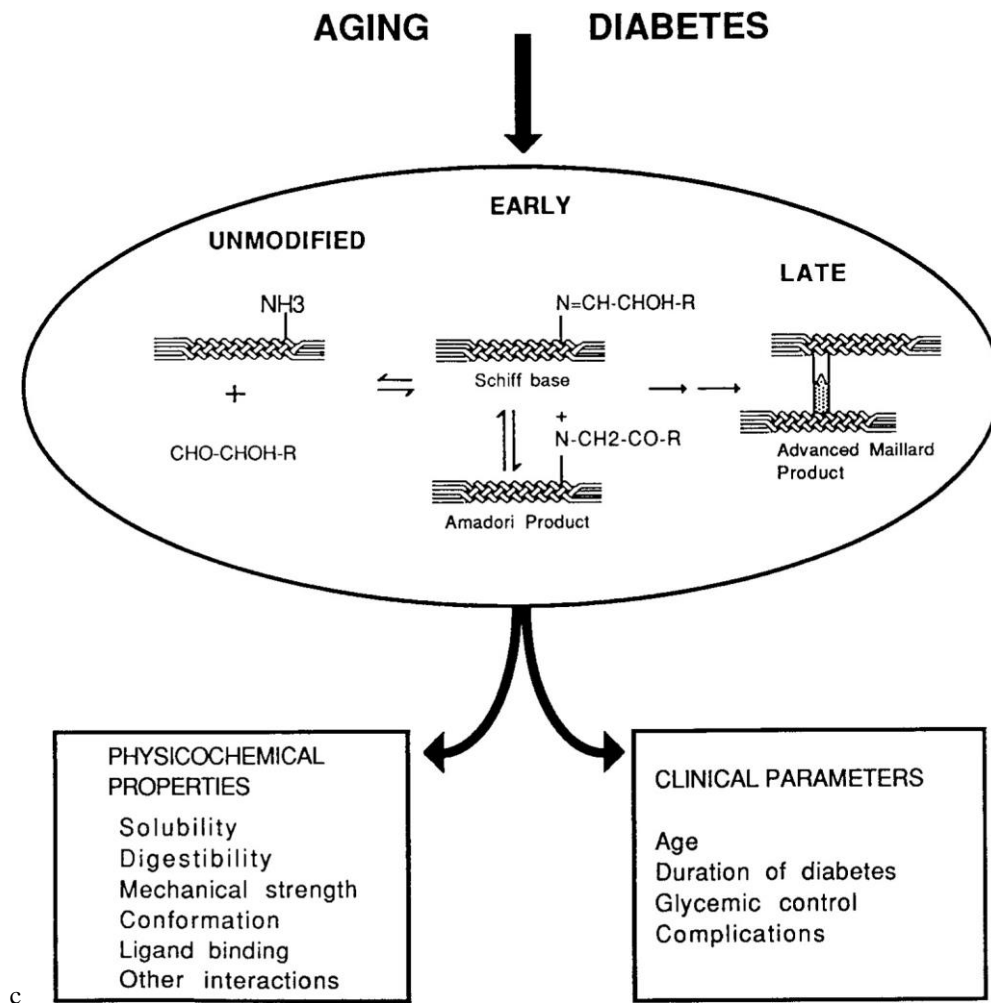 AGING DIABETES
EARLY
UNMODIFIED
LATE
NH3
N=CH-CHOH-R
Schiff base
+
+
N-CH2-CO-R
CHO-CHOH-R
Advanced Maillard
Product
Amadori Product
PHYSICOCHEMICAL
PROPERTIES
Solubility
Digestibility
Mechanical strength
Conformation
Ligand binding
Other interactions
CLINICAL PARAMETERS
Age
Duration of diabetes
Glycemic control
Complications
c